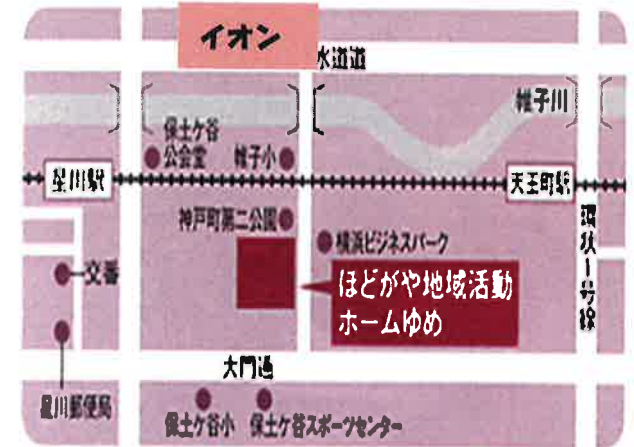 イオン
水道道
帷子川
保土ケ谷
公会堂
帷子小
星川駅
天王町駅
神戸町第二公園
横浜ビジネスパーク
環状1号線
交番
ほどがや地域活動
ホームゆめ
大門通
星川郵便局
保土ケ谷小
保土ケ谷スポーツセンター